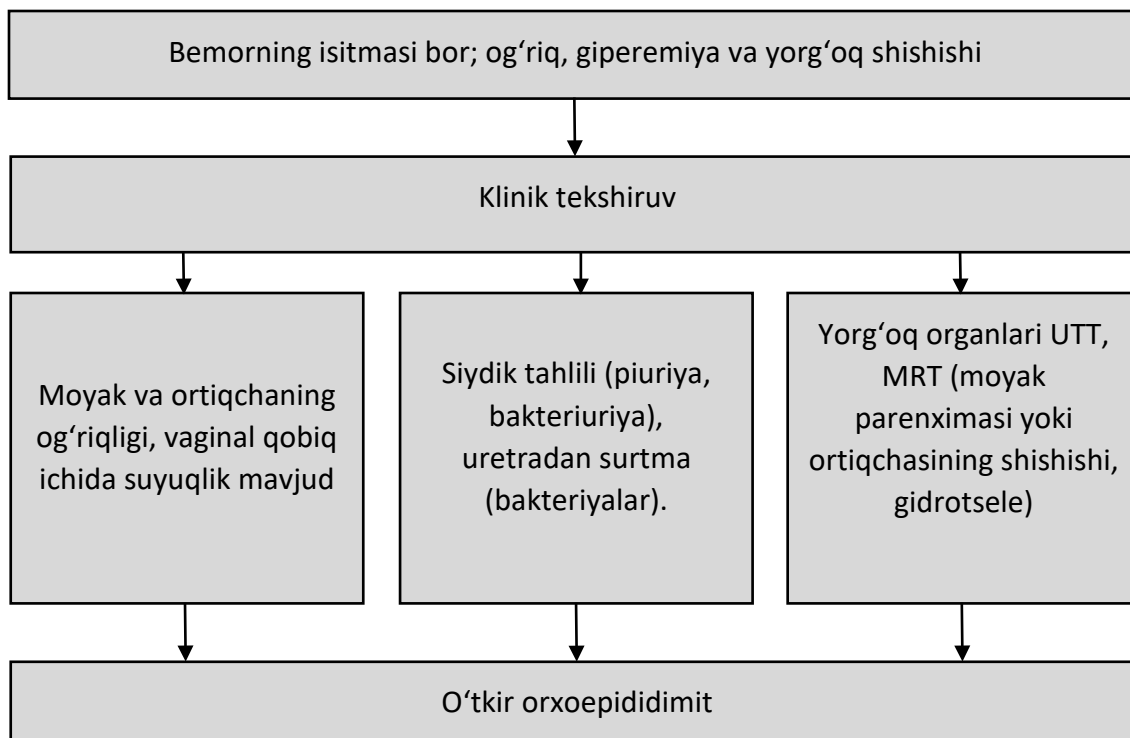 Bemorning isitmasi bor; og‘riq, giperemiya va yorg‘oq shishishi
Klinik tekshiruv
Moyak va ortiqchaning
og‘riqligi, vaginal qobiq
ichida suyuqlik mavjud
Siydik tahlili (piuriya,
bakteriuriya),
uretradan surtma
(bakteriyalar).
Yorg‘oq organlari UTT,
MRT (moyak
parenximasi yoki
ortiqchasining shishishi,
gidrotsele)
O‘tkir orxoepididimit